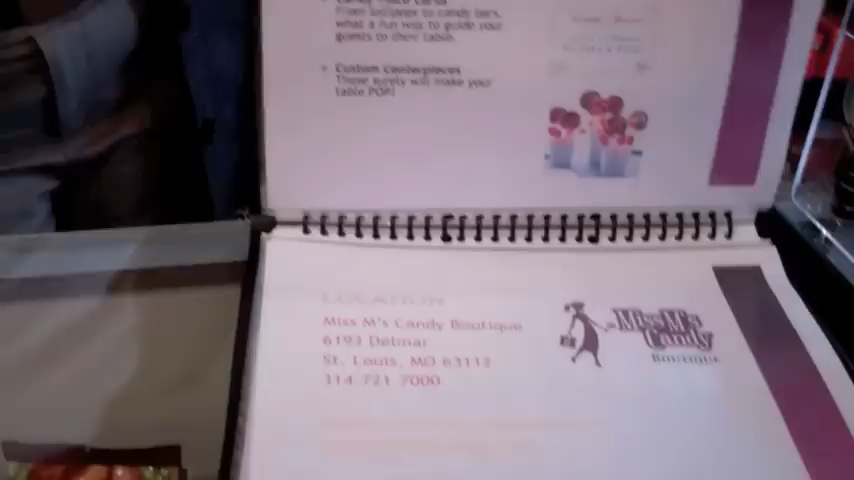 From lollipops to candy bars,
what a fun way to guide your
guests to their table.
Custom Centerpieces
These surely will make your
table POP!
LOCATION
Miss M's Candy Boutique
6193 Delmar
St. Louis, MO 63112
314 721 7000
Miss M's
Candy
Boutique